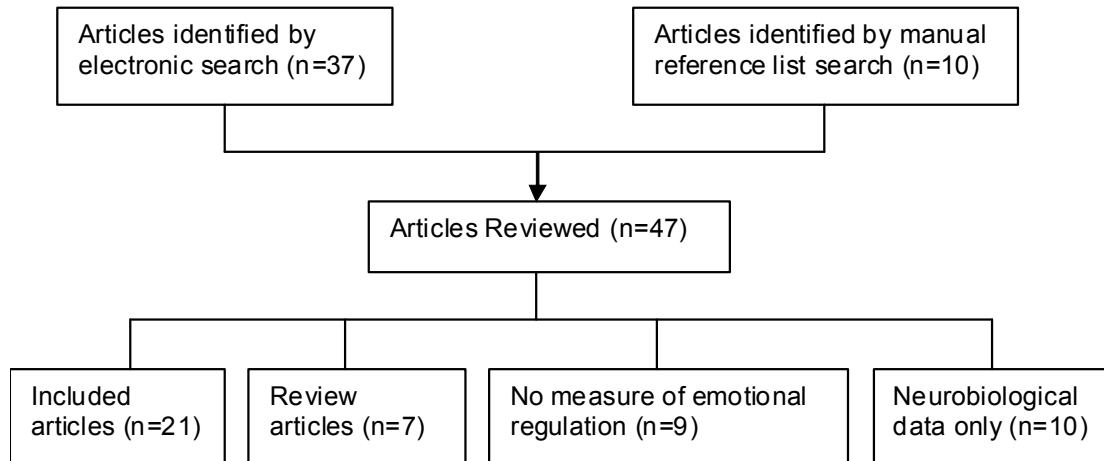 Articles identified by
electronic search (n=37)
Articles identified by manual
reference list search (n=10)
Articles Reviewed (n=47)
Included
articles (n=21)
Review
articles (n=7)
No measure of emotional
regulation (n=9)
Neurobiological
data only (n=10)